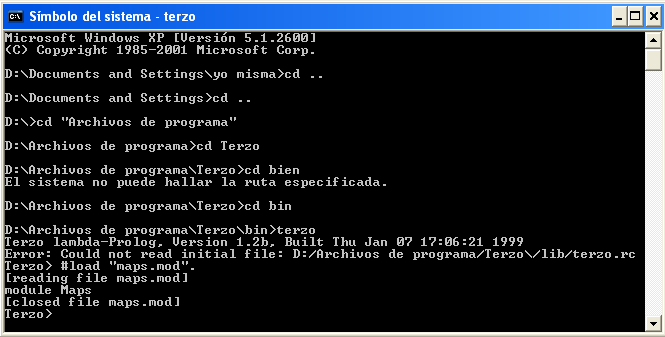 Símbolo del sistema - terzo
Microsoft Windows XP [Versión 5.1.2600]
(C) Copyright 1985-2001 Microsoft Corp.
D:\Documents and Settings\yo misma>cd ..
D:\Documents and Settings>cd ..
D:\>cd "Archivos de programa"
D:\Archivos de programa>cd Terzo
D:\Archivos de programa\Terzo>cd bien
El sistema no puede hallar la ruta especificada.
D:\Archivos de programa\Terzo>cd bin
D:\Archivos de programa\Terzo\bin>terzo
Terzo lambda-Prolog, Version 1.2b, Built Thu Jan 07 17:06:21 1999
Error: Could not read initial file: D:/Archivos de programa/Terzo\/lib/terzo.rc
Terzo> #load "maps.mod".
[reading file maps.mod]
module Maps
[closed file maps.mod]
Terzo>